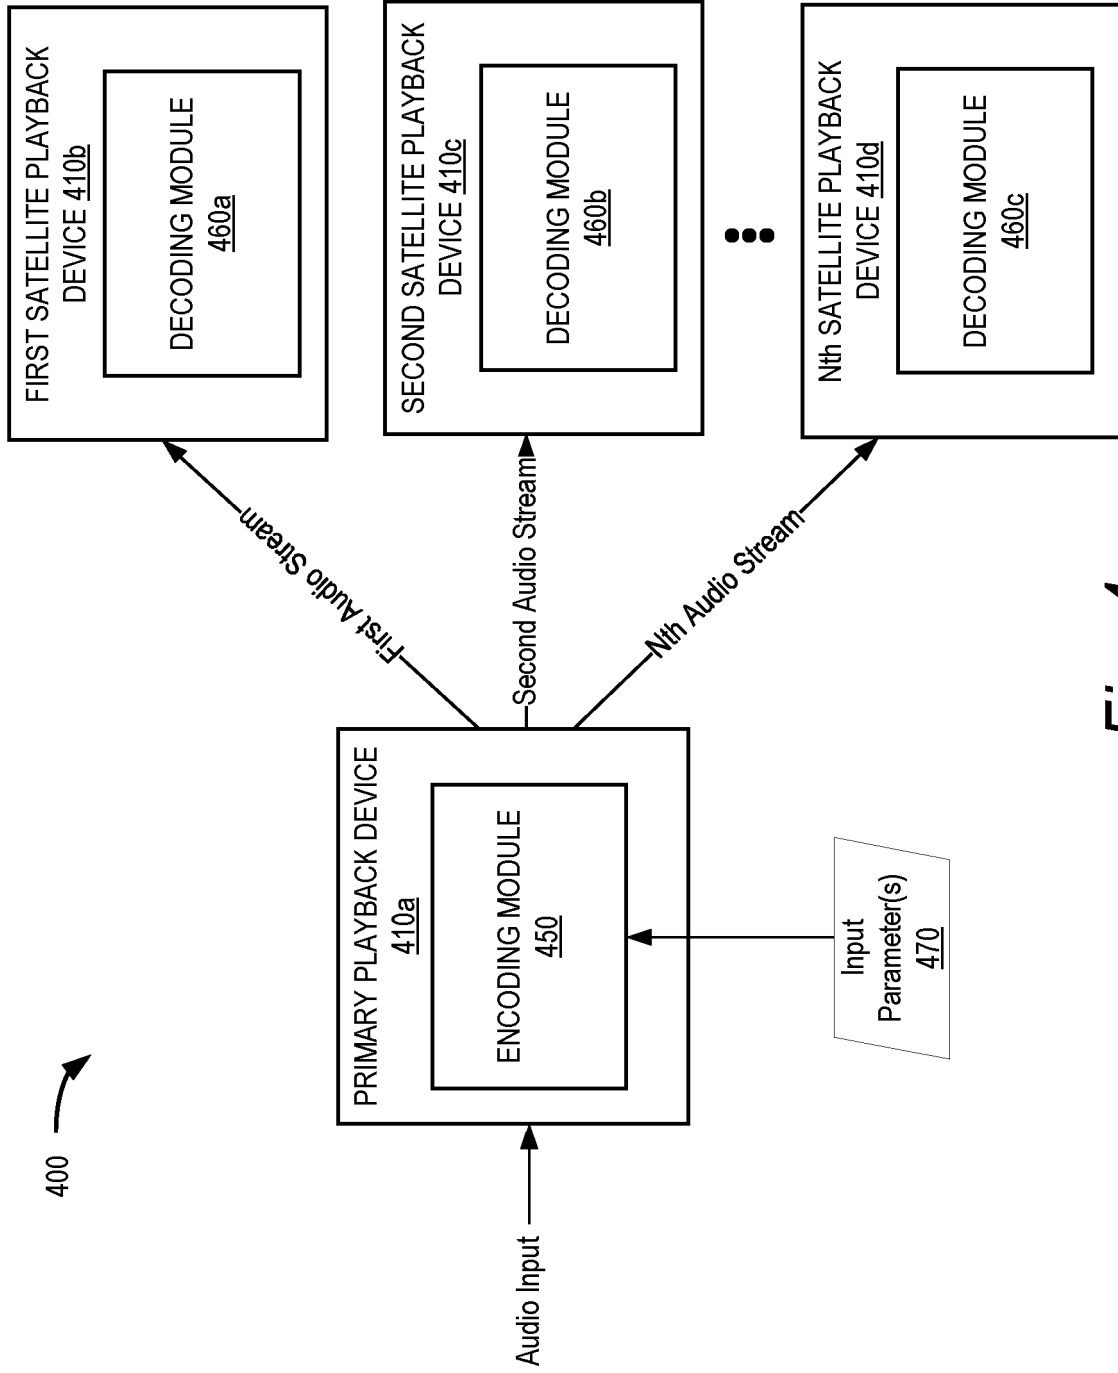 400
Audio Input
PRIMARY PLAYBACK DEVICE
410a
ENCODING MODULE
450
Input
Parameter(s)
470
First Audio Stream
Second Audio Stream
Nth Audio Stream
FIRST SATELLITE PLAYBACK
DEVICE 410b
DECODING MODULE
460a
SECOND SATELLITE PLAYBACK
DEVICE 410c
DECODING MODULE
460b
Nth SATELLITE PLAYBACK
DEVICE 410d
DECODING MODULE
460c